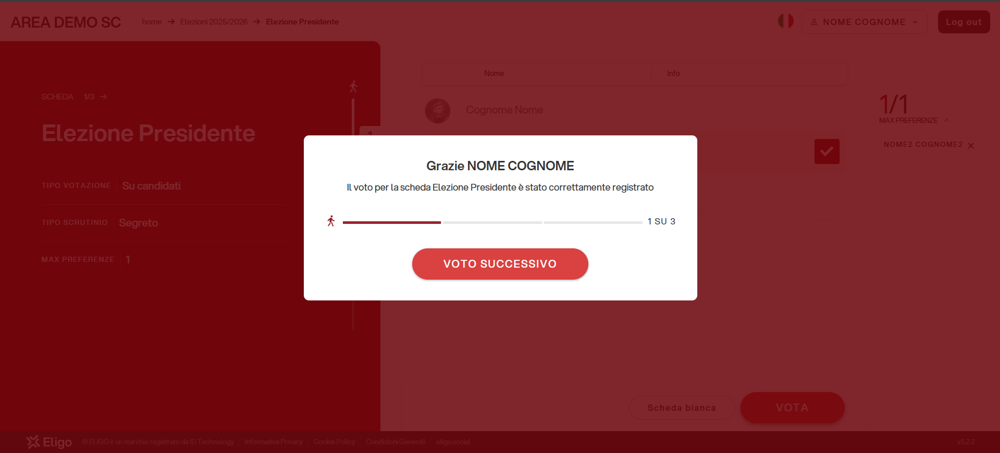 AREA DEMO SC
home → Elezioni 2025/2026 → Elezione Presidente
NOME COGNOME
Log out
SCHEDA 1/3 →
Elezione Presidente
TIPO VOTAZIONE Su candidati
TIPO SCRUTINIO Segreto
MAX PREFERENZE 1
1
Nome Info
Cognome Nome
1/1
MAX PREFERENZE
NOME2 COGNOME2
Grazie NOME COGNOME
Il voto per la scheda Elezione Presidente è stato correttamente registrato
1 SU 3
VOTO SUCCESSIVO
Scheda bianca
VOTA
Eligo
© ELIGO è un marchio registrato da ID Technology
Informativa Privacy
Cookie Policy
Condizioni Generali
eligo.social
v5.2.2